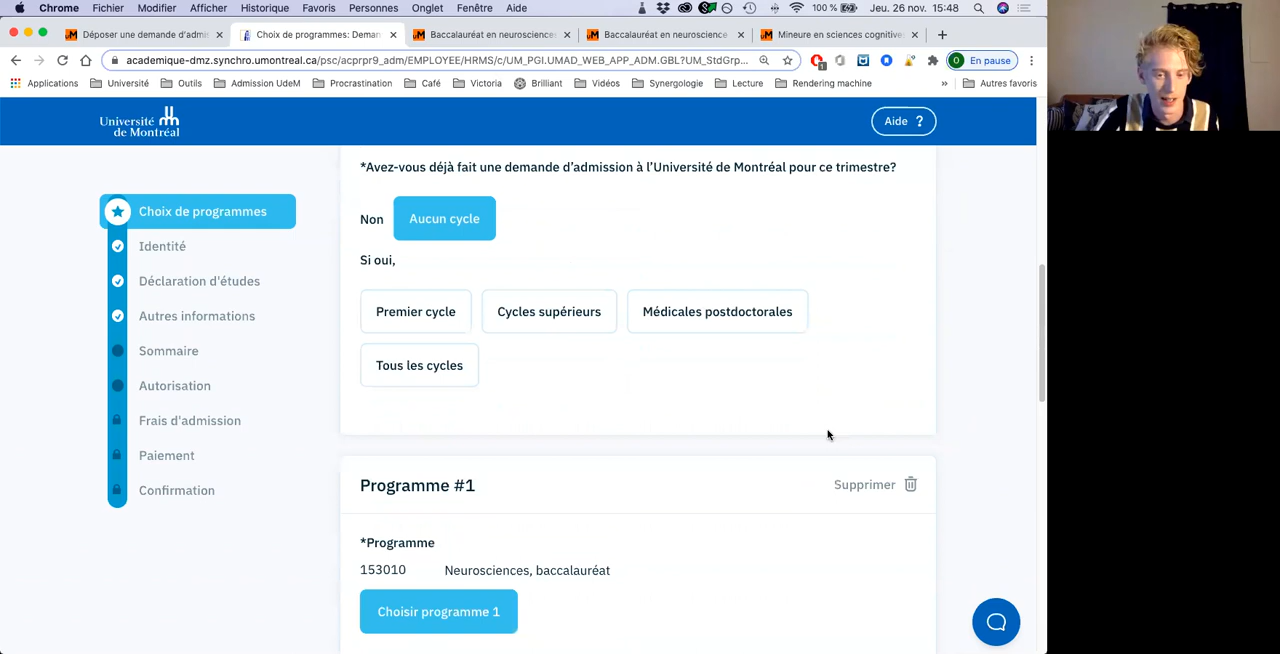 Chrome Fichier Modifier Afficher Historique Favoris Personnes Onglet Fenêtre Aide 100 % Jeu. 26 nov. 15:48
Déposer une demande d'admis Choix de programmes: Deman Baccalauréat en neurosciences Baccalauréat en neuroscience Mineure en sciences cognitive
academique-dmz.synchro.umontreal.ca/psc/acprpr9_adm/EMPLOYEE/HRMS/c/UM_PGI.UMAD_WEB_APP_ADM.GBL?UM_StdGrp... O En pause
Applications Université Outils Admission UdeM Procrastination Café Victoria Brilliant Vidéos Synergologie Lecture Rendering machine » Autres favoris
Université de Montréal
Aide ?
Choix de programmes
Identité
Déclaration d'études
Autres informations
Sommaire
Autorisation
Frais d'admission
Paiement
Confirmation
*Avez-vous déjà fait une demande d'admission à l'Université de Montréal pour ce trimestre?
Non Aucun cycle
Si oui,
Premier cycle Cycles supérieurs Médicales postdoctorales
Tous les cycles
Programme #1 Supprimer
*Programme
153010 Neurosciences, baccalauréat
Choisir programme 1